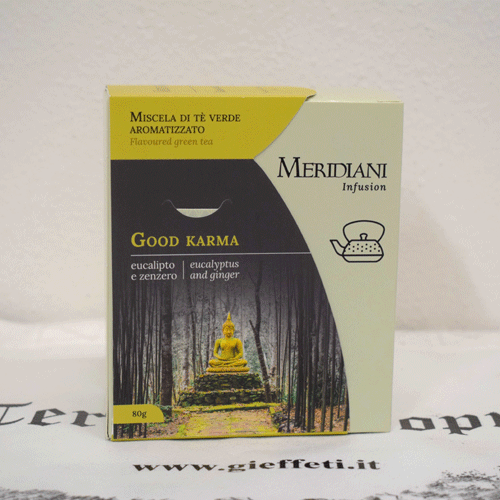 MISCELA DI TÈ VERDE
AROMATIZZATO
Flavoured green tea
MERIDIANI
Infusion
GOOD KARMA
eucalipto
e zenzero
eucalyptus
and ginger
80g
www.gieffeti.it